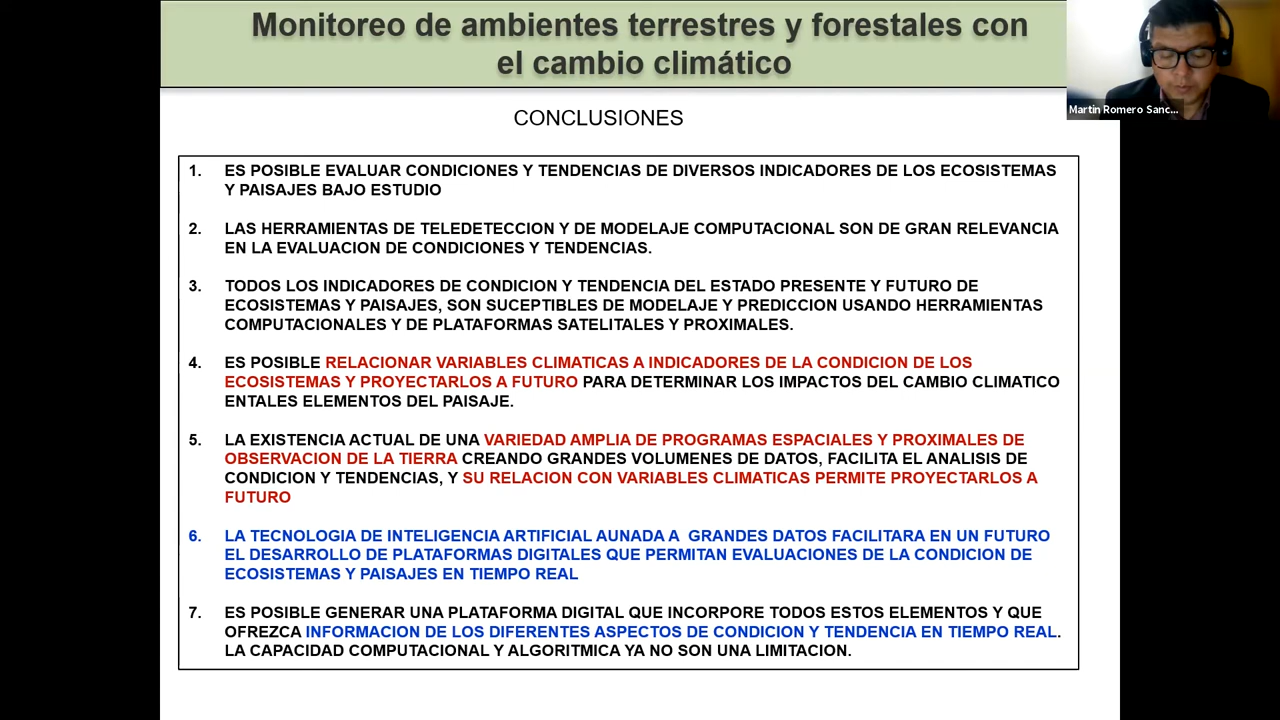 Monitoreo de ambientes terrestres y forestales con
el cambio climático
Martin Romero Sanc...
CONCLUSIONES
1. ES POSIBLE EVALUAR CONDICIONES Y TENDENCIAS DE DIVERSOS INDICADORES DE LOS ECOSISTEMAS
Y PAISAJES BAJO ESTUDIO
2. LAS HERRAMIENTAS DE TELEDETECCION Y DE MODELAJE COMPUTACIONAL SON DE GRAN RELEVANCIA
EN LA EVALUACION DE CONDICIONES Y TENDENCIAS.
3. TODOS LOS INDICADORES DE CONDICION Y TENDENCIA DEL ESTADO PRESENTE Y FUTURO DE
ECOSISTEMAS Y PAISAJES, SON SUCEPTIBLES DE MODELAJE Y PREDICCION USANDO HERRAMIENTAS
COMPUTACIONALES Y DE PLATAFORMAS SATELITALES Y PROXIMALES.
4. ES POSIBLE RELACIONAR VARIABLES CLIMATICAS A INDICADORES DE LA CONDICION DE LOS
ECOSISTEMAS Y PROYECTARLOS A FUTURO PARA DETERMINAR LOS IMPACTOS DEL CAMBIO CLIMATICO
ENTALES ELEMENTOS DEL PAISAJE.
5. LA EXISTENCIA ACTUAL DE UNA VARIEDAD AMPLIA DE PROGRAMAS ESPACIALES Y PROXIMALES DE
OBSERVACION DE LA TIERRA CREANDO GRANDES VOLUMENES DE DATOS, FACILITA EL ANALISIS DE
CONDICION Y TENDENCIAS, Y SU RELACION CON VARIABLES CLIMATICAS PERMITE PROYECTARLOS A
FUTURO
6. LA TECNOLOGIA DE INTELIGENCIA ARTIFICIAL AUNADA A GRANDES DATOS FACILITARA EN UN FUTURO
EL DESARROLLO DE PLATAFORMAS DIGITALES QUE PERMITAN EVALUACIONES DE LA CONDICION DE
ECOSISTEMAS Y PAISAJES EN TIEMPO REAL
7. ES POSIBLE GENERAR UNA PLATAFORMA DIGITAL QUE INCORPORE TODOS ESTOS ELEMENTOS Y QUE
OFREZCA INFORMACION DE LOS DIFERENTES ASPECTOS DE CONDICION Y TENDENCIA EN TIEMPO REAL.
LA CAPACIDAD COMPUTACIONAL Y ALGORITMICA YA NO SON UNA LIMITACION.